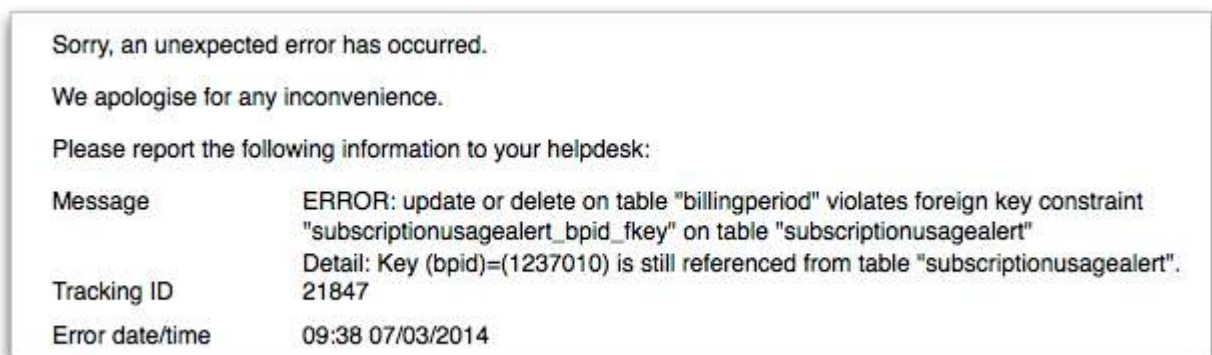 Sorry, an unexpected error has occurred.
We apologise for any inconvenience.
Please report the following information to your helpdesk:
Message ERROR: update or delete on table "billingperiod" violates foreign key constraint
"subscriptionusagealert_bpid_fkey" on table "subscriptionusagealert"
Detail: Key (bpid)=(1237010) is still referenced from table "subscriptionusagealert".
Tracking ID 21847
Error date/time 09:38 07/03/2014